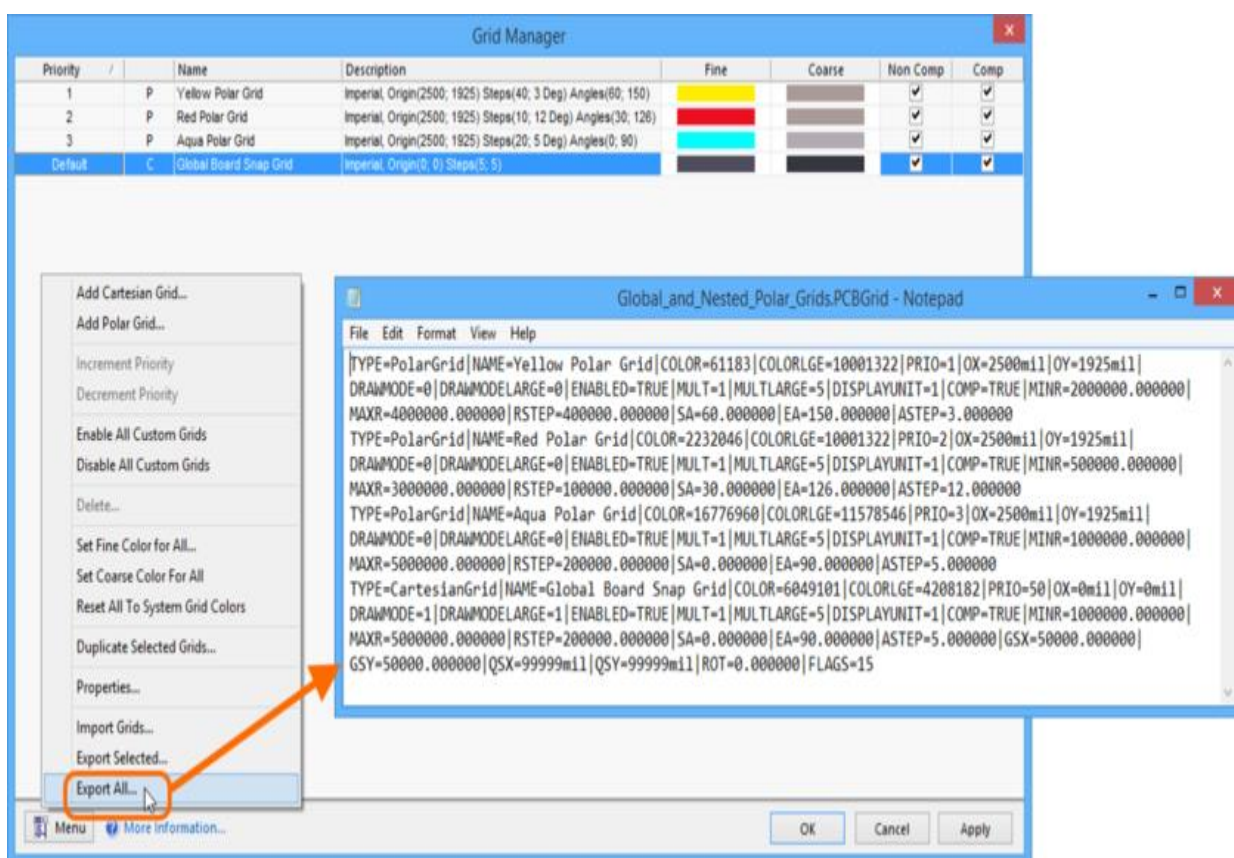 Grid Manager
Priority / Name Description Fine Coarse Non Comp Comp
1 P Yellow Polar Grid Imperial, Origin(2500; 1925) Steps(40; 3 Deg) Angles(60; 150)
2 P Red Polar Grid Imperial, Origin(2500; 1925) Steps(10; 12 Deg) Angles(30; 126)
3 P Aqua Polar Grid Imperial, Origin(2500; 1925) Steps(20; 5 Deg) Angles(0; 90)
Default C Global Board Snap Grid Imperial, Origin(0; 0) Steps(5; 5)
Add Cartesian Grid...
Add Polar Grid...
Increment Priority
Decrement Priority
Enable All Custom Grids
Disable All Custom Grids
Delete...
Set Fine Color for All...
Set Coarse Color For All
Reset All To System Grid Colors
Duplicate Selected Grids...
Properties...
Import Grids...
Export Selected...
Export All...
Global_and_Nested_Polar_Grids.PCBGrid - Notepad
File Edit Format View Help
TYPE=PolarGrid|NAME=Yellow Polar Grid|COLOR=61183|COLORLGE=10001322|PRIO=1|OX=2500mil|OY=1925mil|
DRAWMODE=0|DRAWMODELARGE=0|ENABLED=TRUE|MULT=1|MULTLARGE=5|DISPLAYUNIT=1|COMP=TRUE|MINR=2000000.000000|
MAXR=4000000.000000|RSTEP=400000.000000|SA=60.000000|EA=150.000000|ASTEP=3.000000
TYPE=PolarGrid|NAME=Red Polar Grid|COLOR=2232046|COLORLGE=10001322|PRIO=2|OX=2500mil|OY=1925mil|
DRAWMODE=0|DRAWMODELARGE=0|ENABLED=TRUE|MULT=1|MULTLARGE=5|DISPLAYUNIT=1|COMP=TRUE|MINR=500000.000000|
MAXR=3000000.000000|RSTEP=100000.000000|SA=30.000000|EA=126.000000|ASTEP=12.000000
TYPE=PolarGrid|NAME=Aqua Polar Grid|COLOR=16776960|COLORLGE=11578546|PRIO=3|OX=2500mil|OY=1925mil|
DRAWMODE=0|DRAWMODELARGE=0|ENABLED=TRUE|MULT=1|MULTLARGE=5|DISPLAYUNIT=1|COMP=TRUE|MINR=1000000.000000|
MAXR=5000000.000000|RSTEP=200000.000000|SA=0.000000|EA=90.000000|ASTEP=5.000000
TYPE=CartesianGrid|NAME=Global Board Snap Grid|COLOR=6049101|COLORLGE=4208182|PRIO=50|OX=0mil|OY=0mil|
DRAWMODE=1|DRAWMODELARGE=1|ENABLED=TRUE|MULT=1|MULTLARGE=5|DISPLAYUNIT=1|COMP=TRUE|MINR=1000000.000000|
MAXR=5000000.000000|RSTEP=200000.000000|SA=0.000000|EA=90.000000|ASTEP=5.000000|GSX=50000.000000|
GSY=50000.000000|QSX=99999mil|QSY=99999mil|ROT=0.000000|FLAGS=15
Menu More Information... OK Cancel Apply